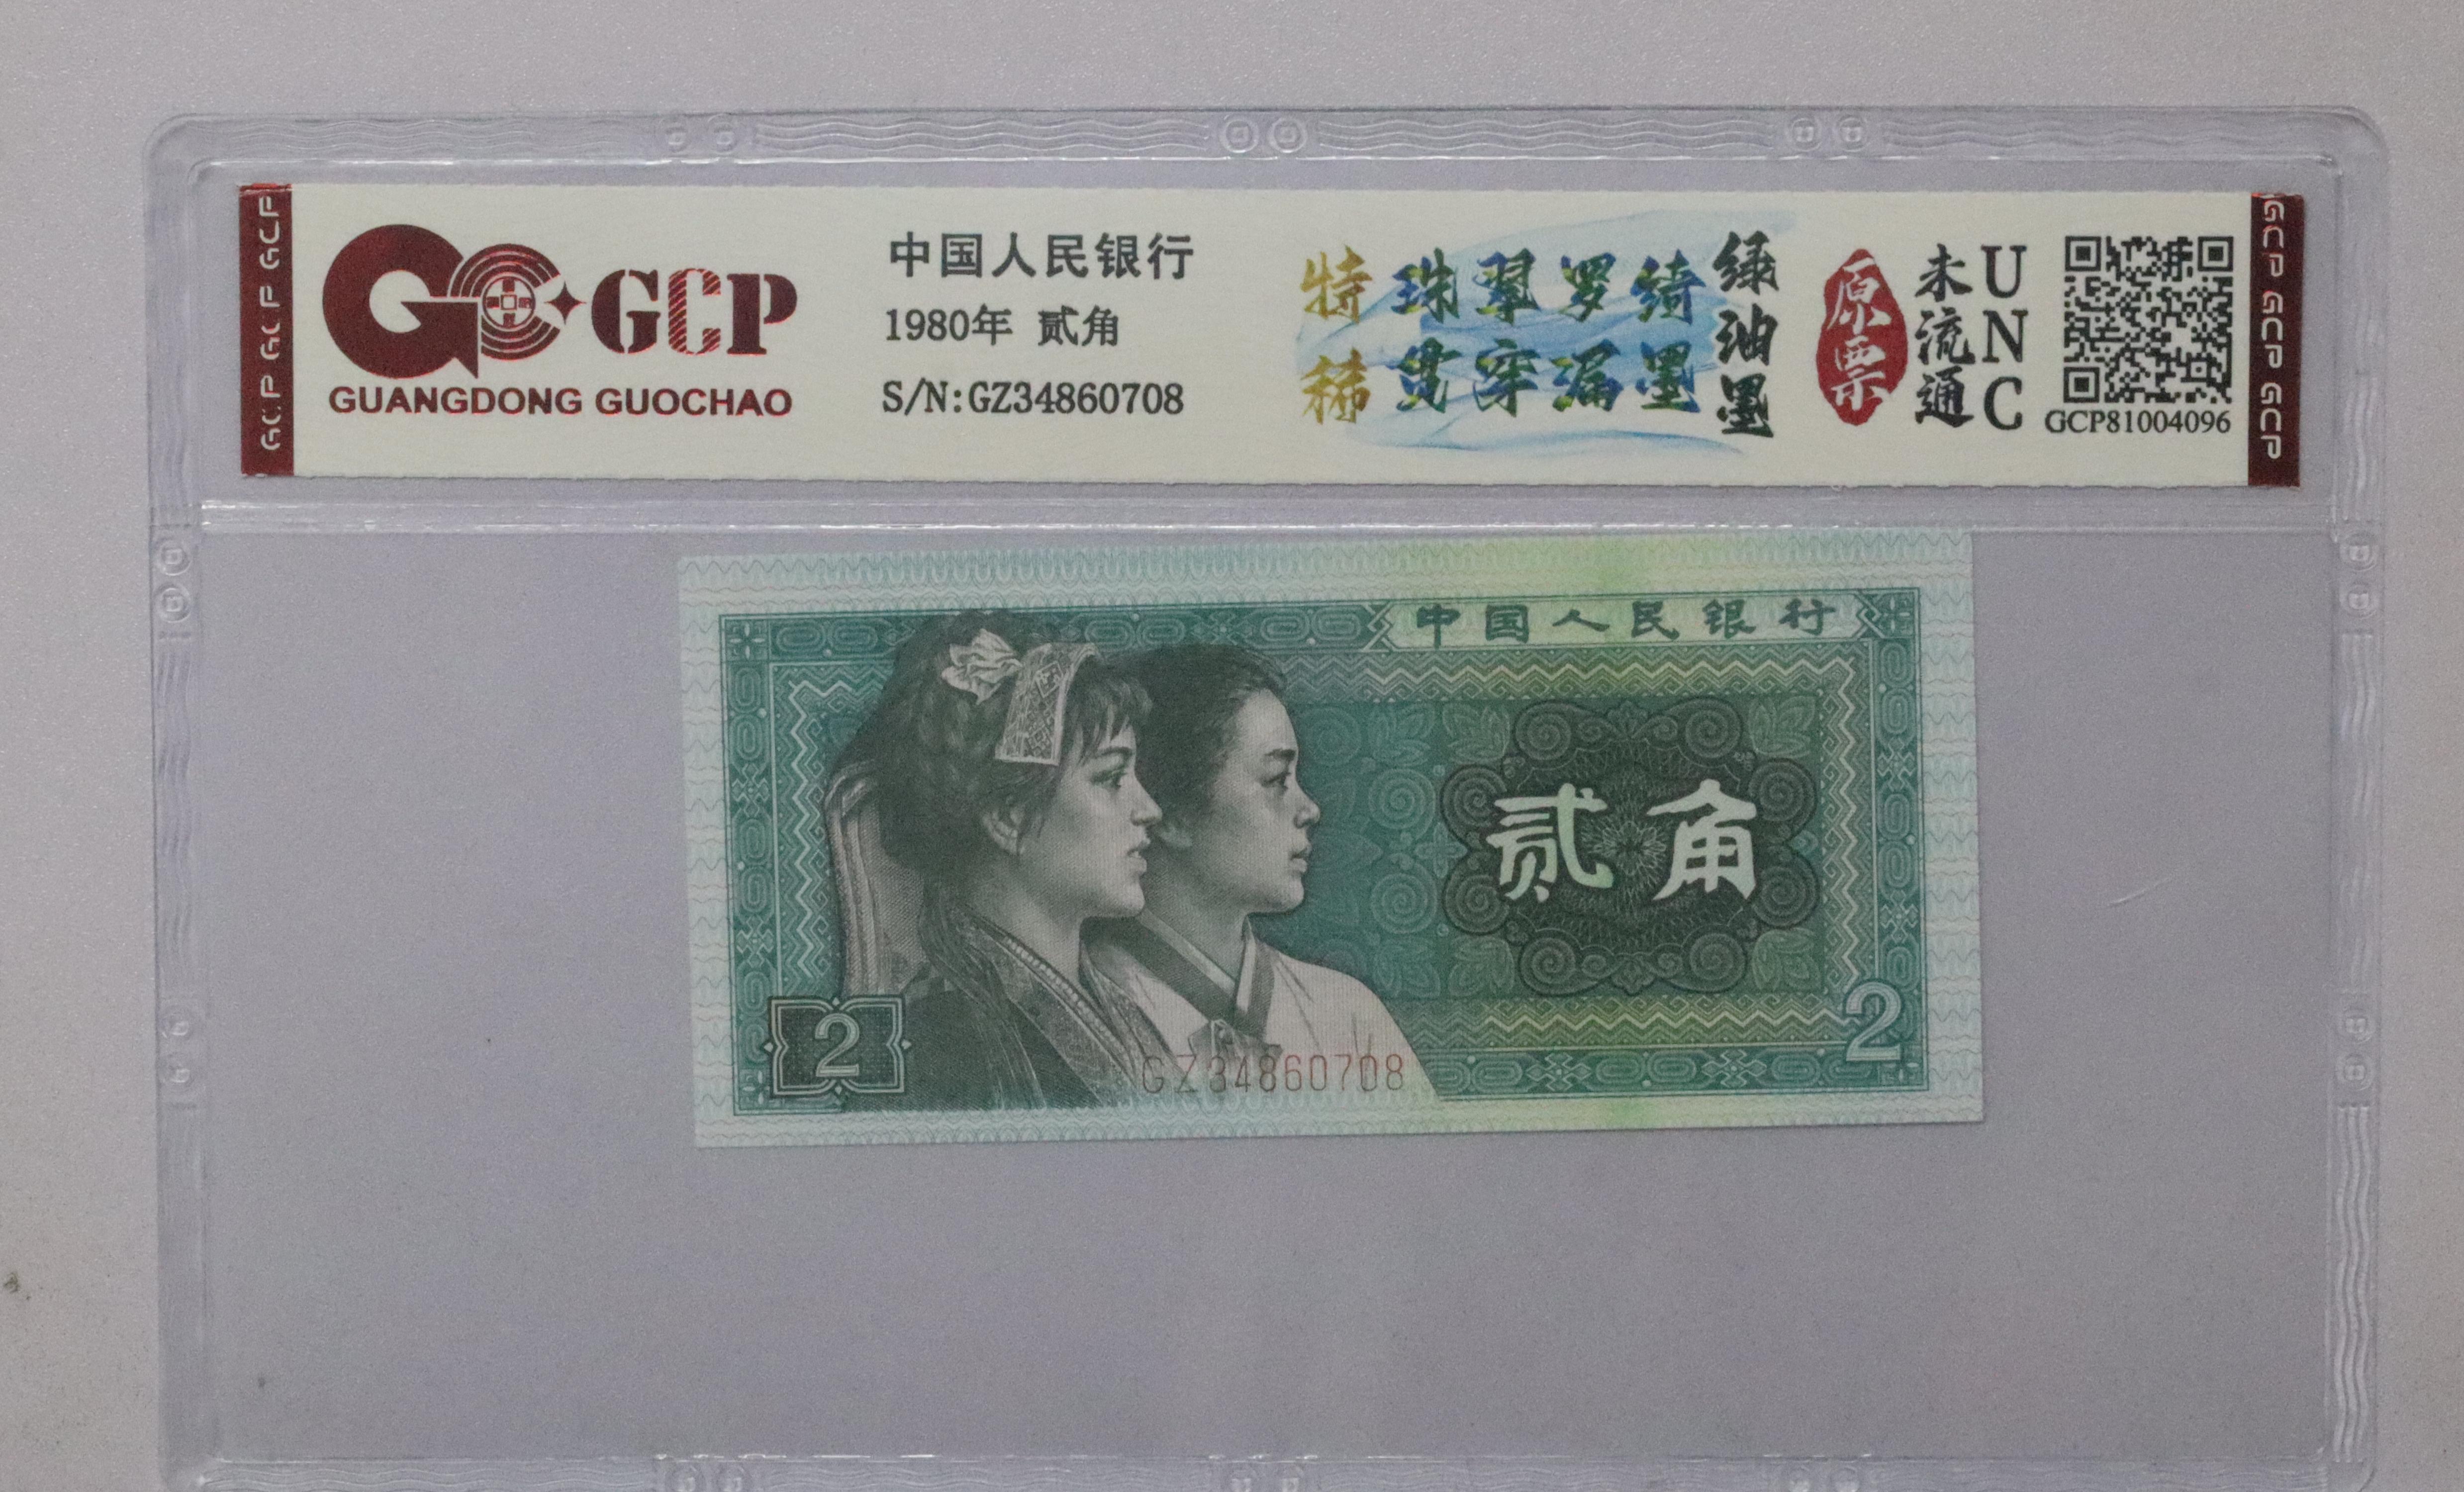 GCP GCP GCP
GCP
GUANGDONG GUOCHAO
中国人民银行
1980年 贰角
S/N:GZ34860708
特稀
珠翠罗绮
贯穿漏墨
绿油墨
原票
未流通
UNC
GCP81004096
GCP GCP GCP
中国人民银行
贰角
2
2
GZ34860708